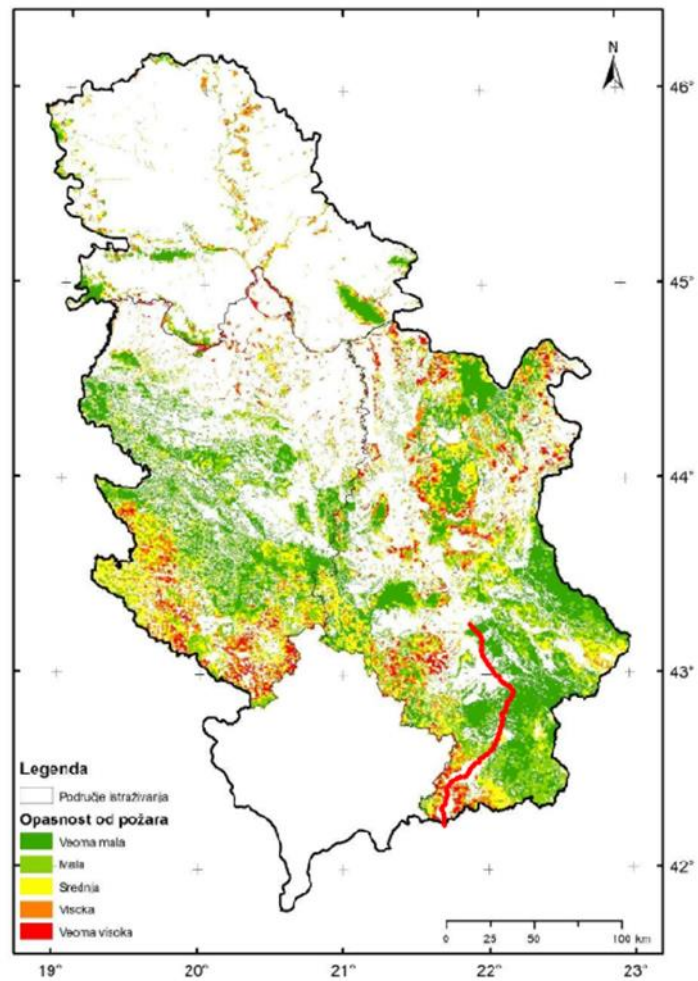 N
46°
45°
44°
43°
42°
Legenda
Područje istraživanja
Opasnost od požara
Veoma mala
Mala
Srednja
Visoka
Veoma visoka
0 25 50 100 km
19° 20° 21° 22° 23°